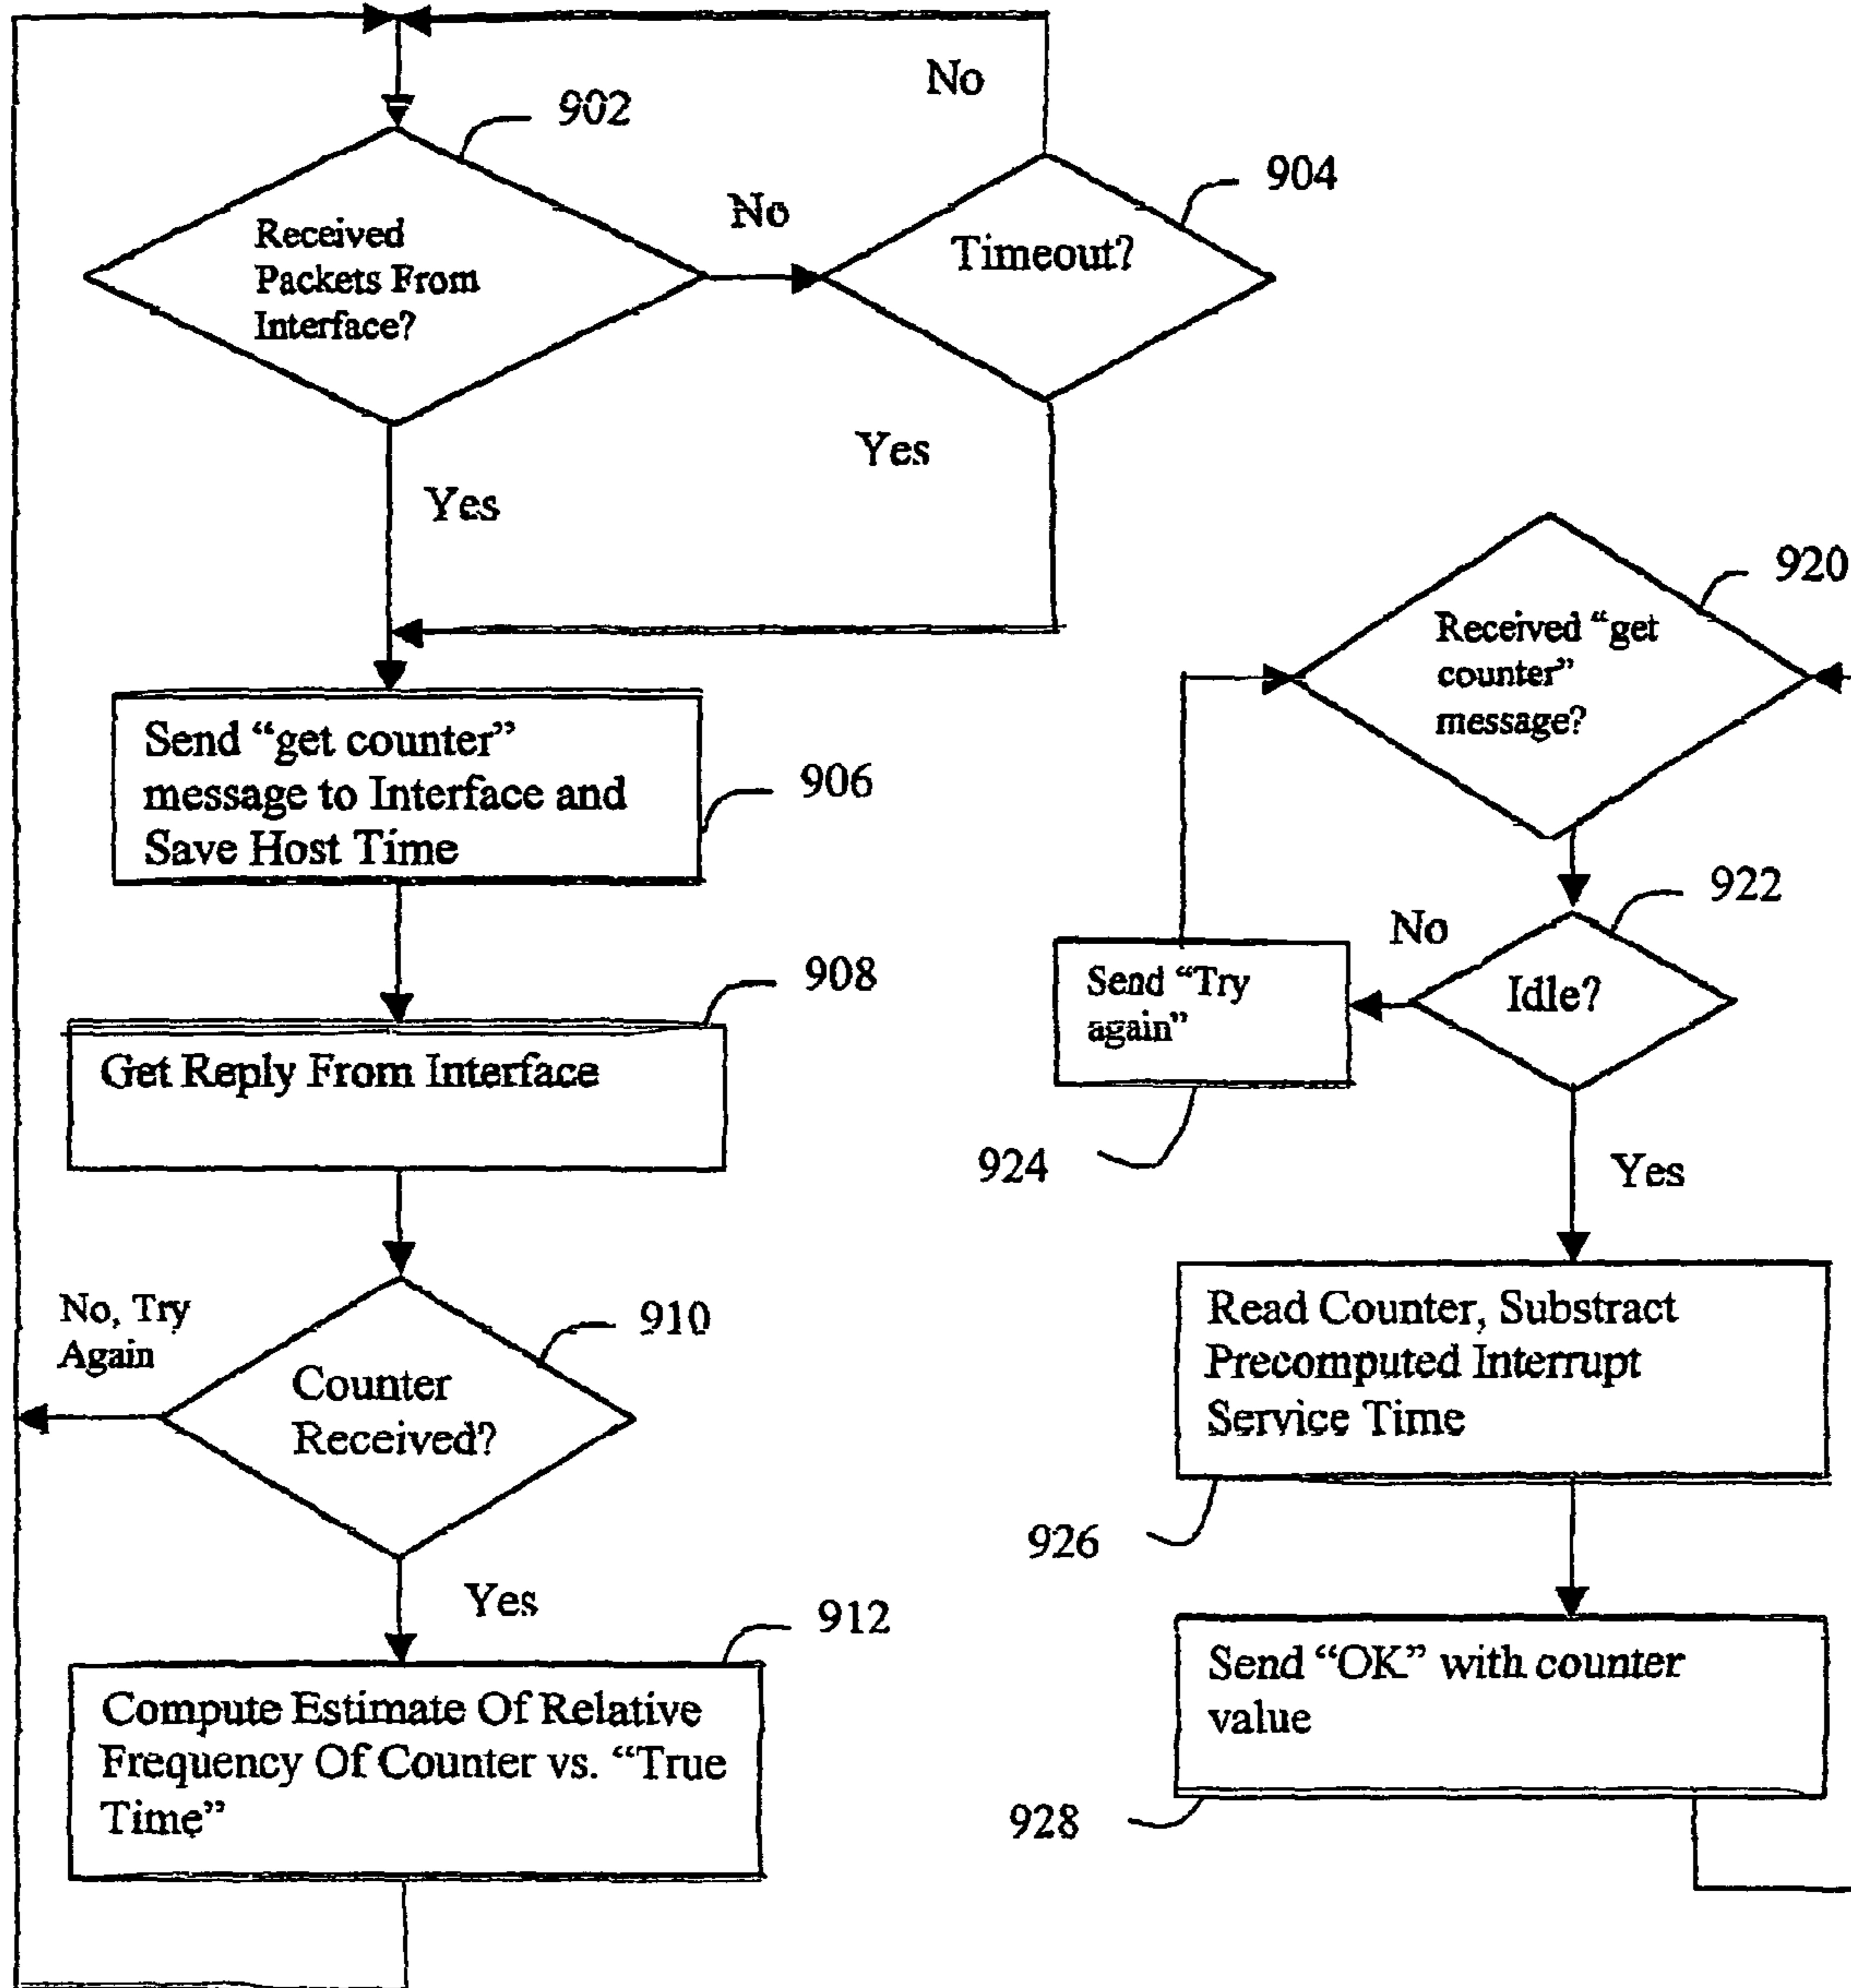 No
902
904
No
Received
Packets From
Interface?
Timeout?
Yes
Yes
920
Received “get
counter”
message?
Send “get counter”
message to Interface and
Save Host Time
906
922
No
Idle?
Send “Try
again”
908
Get Reply From Interface
924
Yes
No, Try
Again
910
Counter
Received?
Read Counter, Substract
Precomputed Interrupt
Service Time
926
Yes
912
Compute Estimate Of Relative
Frequency Of Counter vs. “True
Time”
Send “OK” with counter
value
928